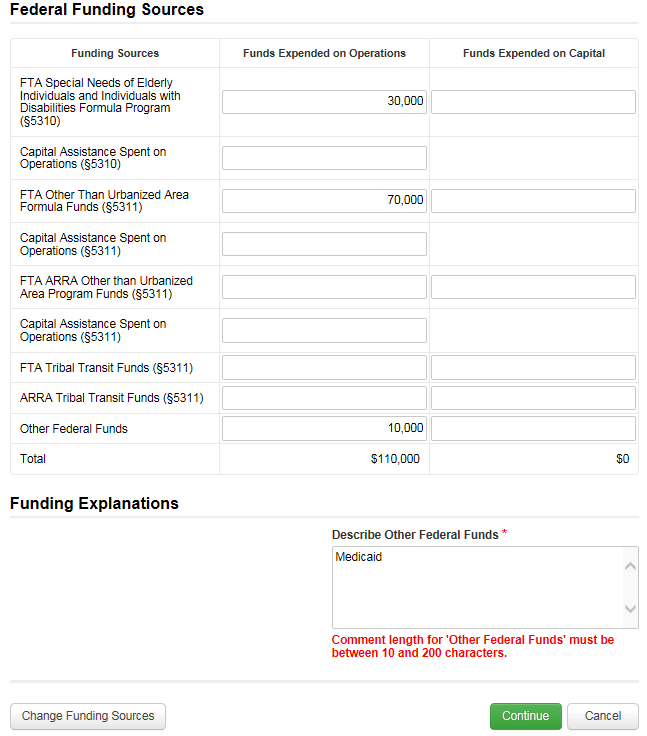 Federal Funding Sources
Funding Sources Funds Expended on Operations Funds Expended on Capital
FTA Special Needs of Elderly
Individuals and Individuals with
Disabilities Formula Program
(§5310)
30,000
Capital Assistance Spent on
Operations (§5310)
FTA Other Than Urbanized Area
Formula Funds (§5311)
70,000
Capital Assistance Spent on
Operations (§5311)
FTA ARRA Other than Urbanized
Area Program Funds (§5311)
Capital Assistance Spent on
Operations (§5311)
FTA Tribal Transit Funds (§5311)
ARRA Tribal Transit Funds (§5311)
Other Federal Funds 10,000
Total $110,000 $0
Funding Explanations
Describe Other Federal Funds *
Medicaid
Comment length for 'Other Federal Funds' must be
between 10 and 200 characters.
Change Funding Sources Continue Cancel